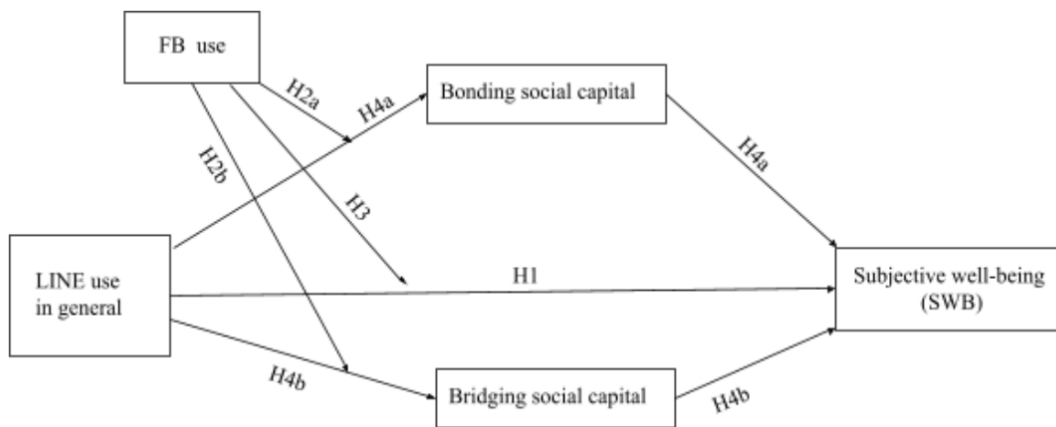 FB use
H2a
H4a
Bonding social capital
H2b
H3
H4a
LINE use
in general
H1
Subjective well-being
(SWB)
H4b
Bridging social capital
H4b